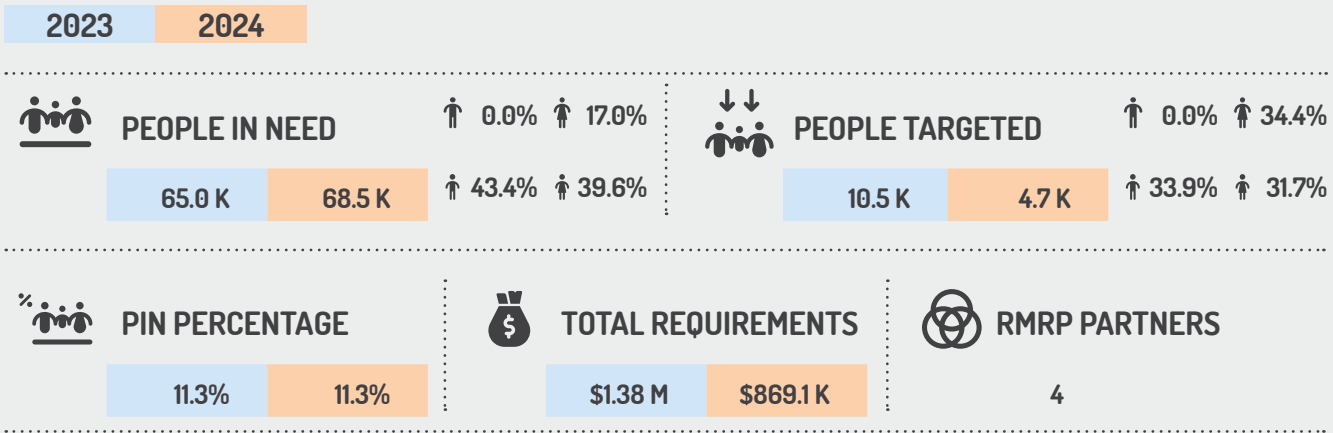 2023 2024
PEOPLE IN NEED
0.0% 17.0%
65.0 K 68.5 K
43.4% 39.6%
PEOPLE TARGETED
0.0% 34.4%
10.5 K 4.7 K
33.9% 31.7%
%
PIN PERCENTAGE
11.3% 11.3%
$
TOTAL REQUIREMENTS
$1.38 M $869.1 K
RMRP PARTNERS
4